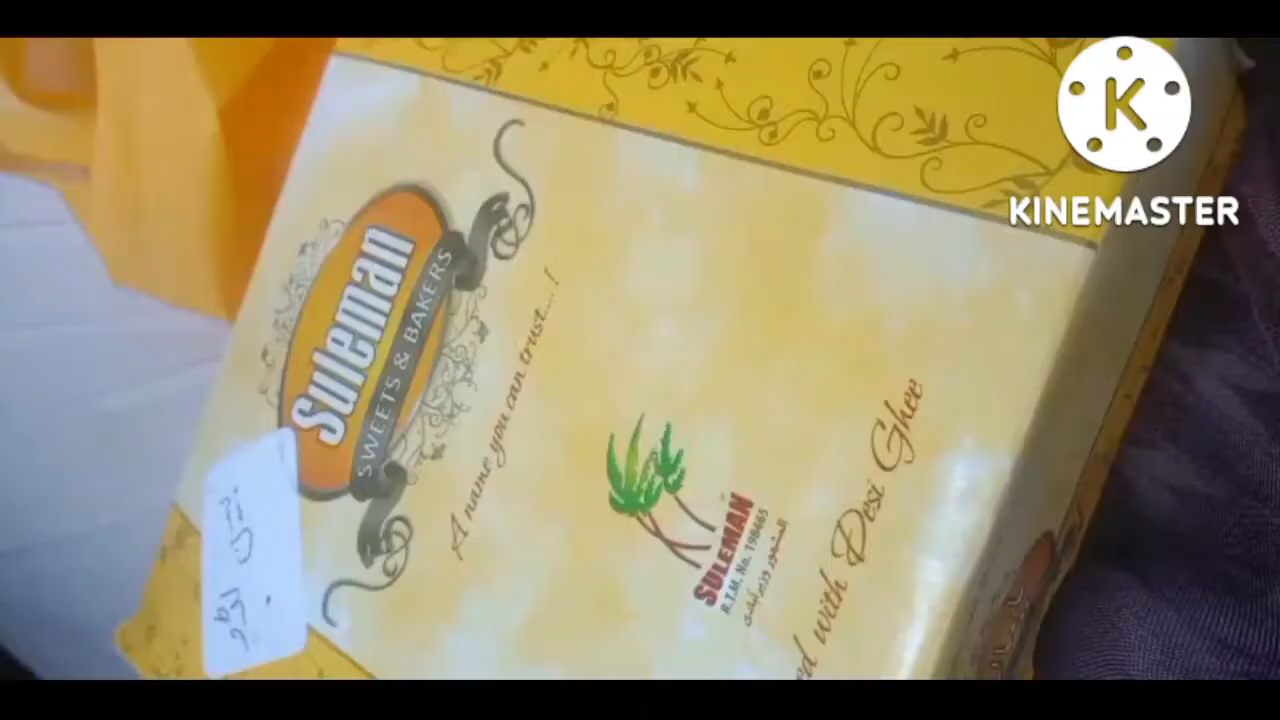 Suleman
SWEETS & BAKERS
A name you can trust....!
SULEMAN
R.T.M. No. 198465
with Desi Ghee
K
KINEMASTER